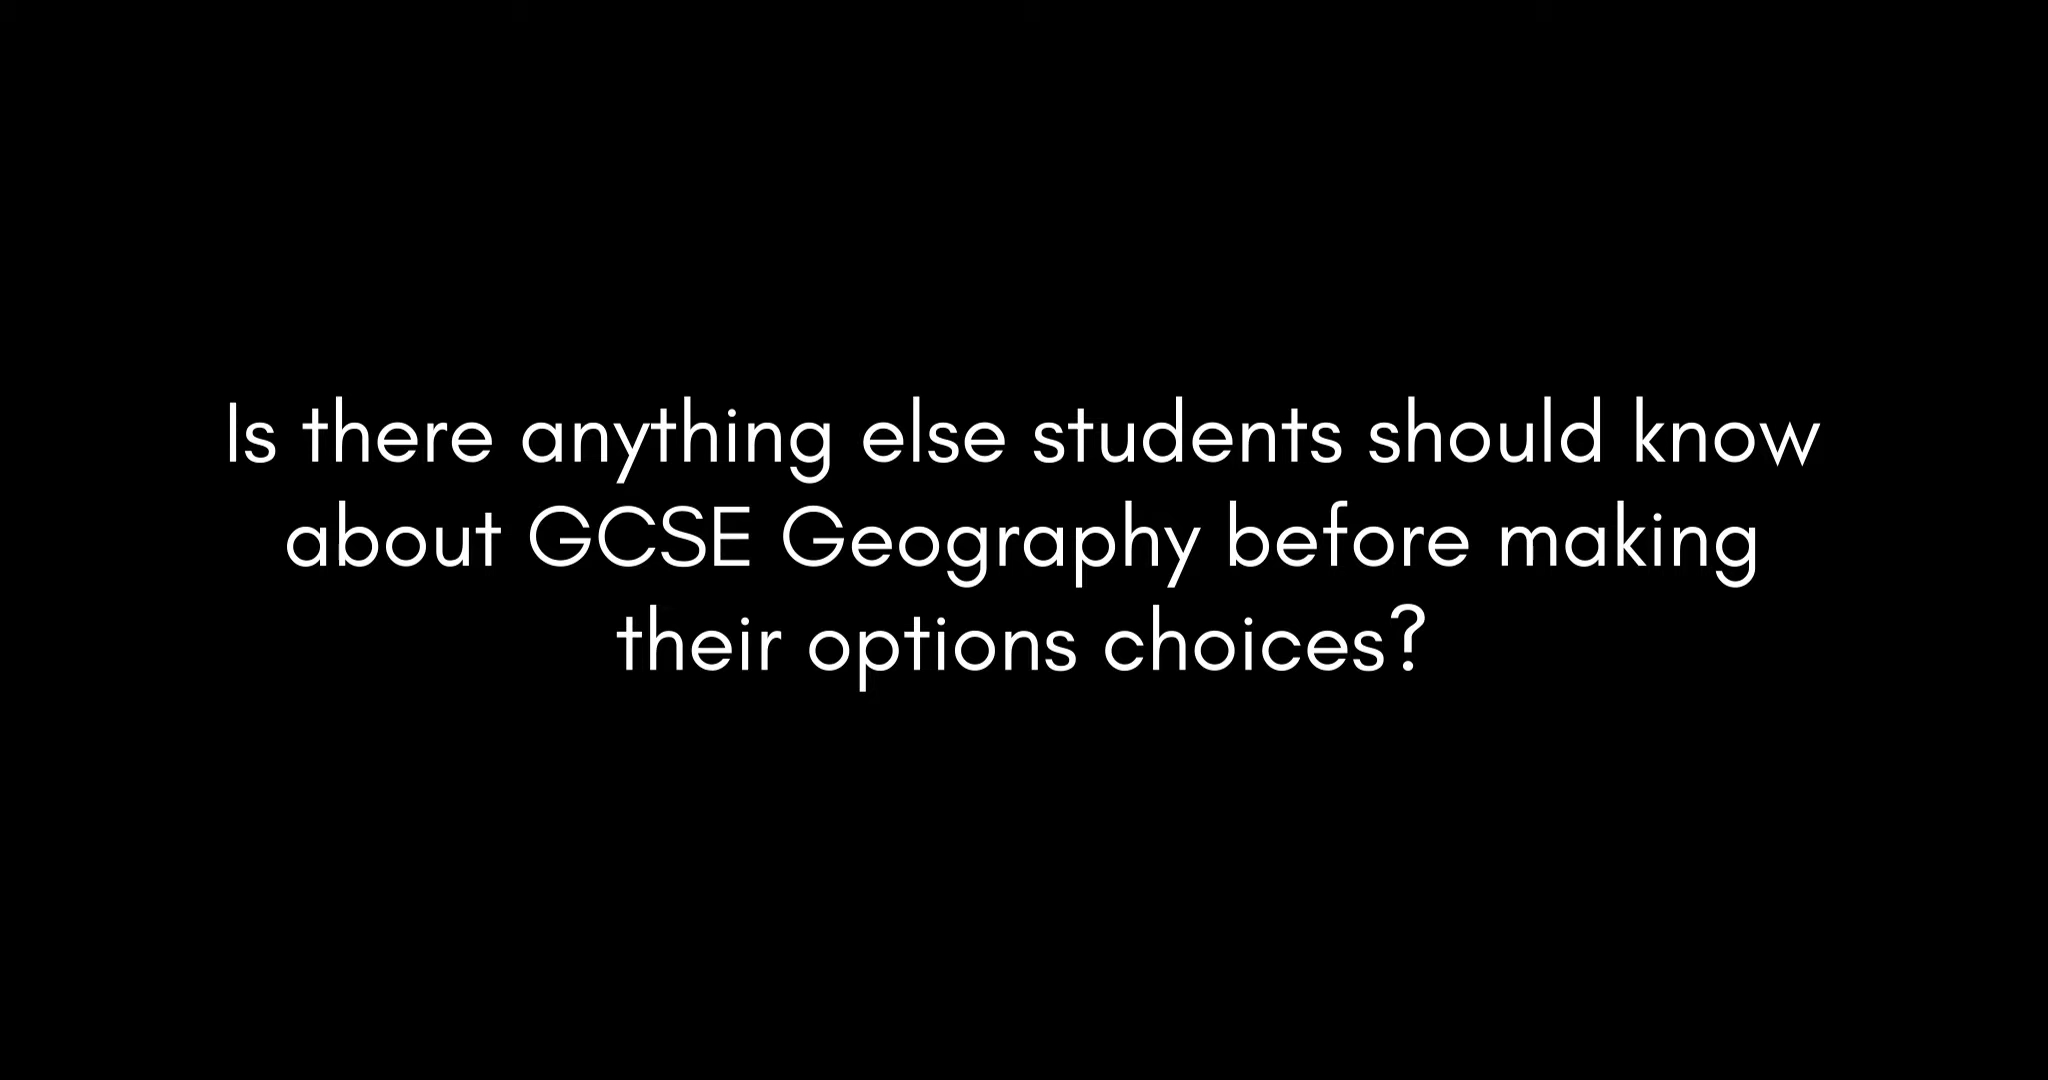 Is there anything else students should know
about GCSE Geography before making
their options choices?